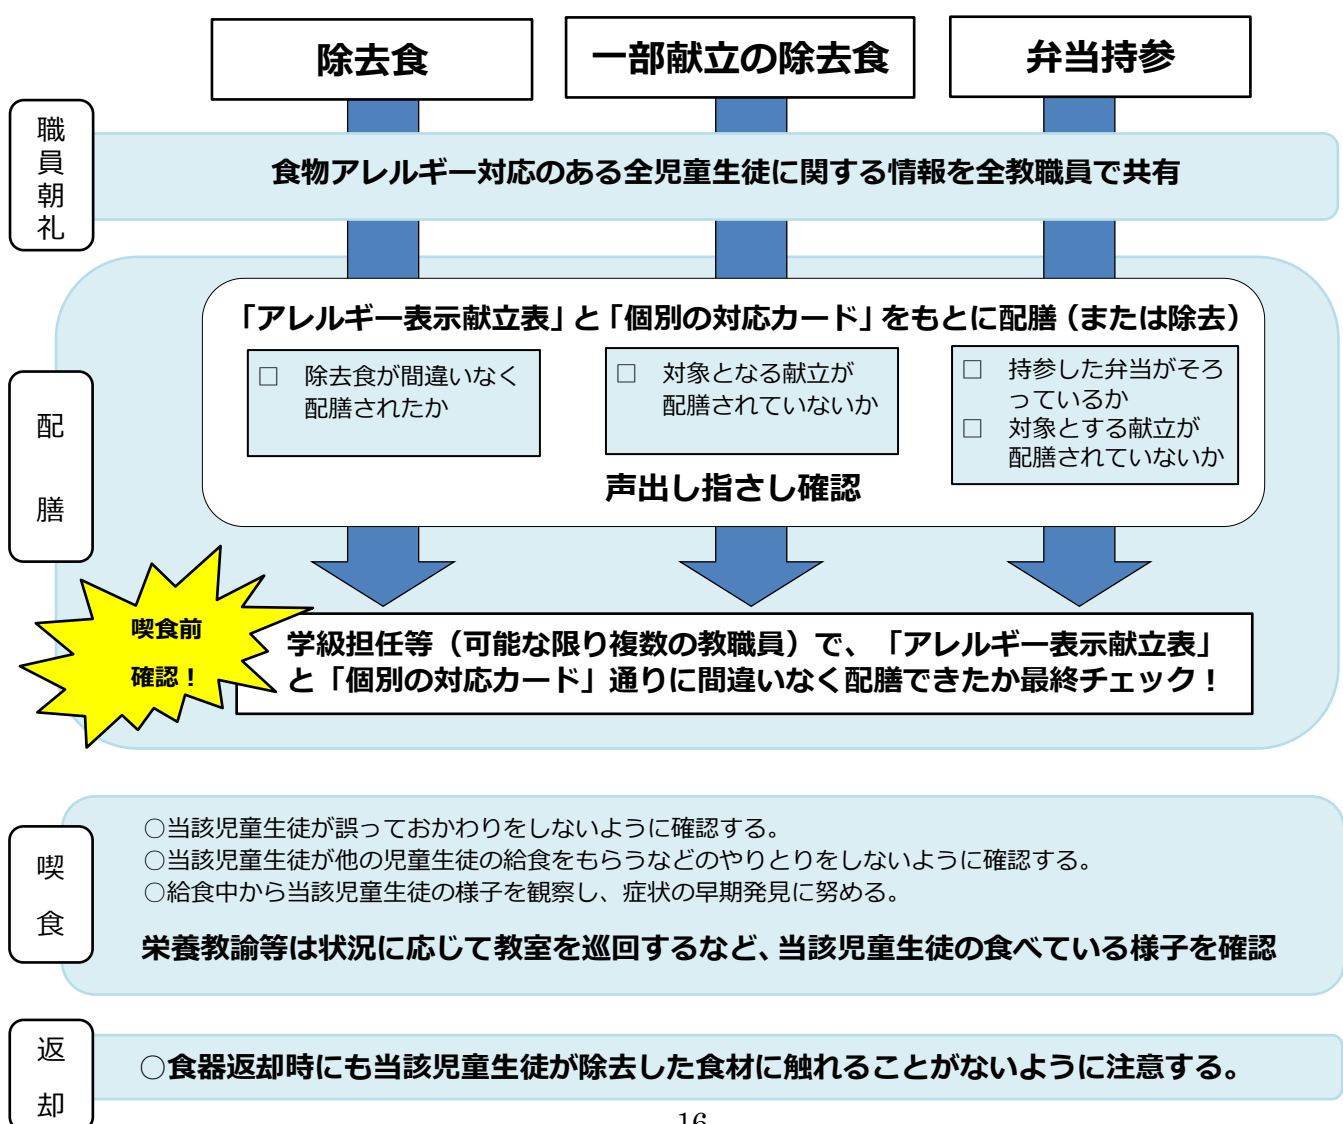 除去食
一部献立の除去食
弁当持参
職員朝礼
食物アレルギー対応のある全児童生徒に関する情報を全教職員で共有
配膳
「アレルギー表示献立表」と「個別の対応カード」をもとに配膳（または除去）
□ 除去食が間違いなく
配膳されたか
□ 対象となる献立が
配膳されていないか
□ 持参した弁当がそろ
っているか
□ 対象とする献立が
配膳されていないか
声出し指さし確認
喫食前
確認！
学級担任等（可能な限り複数の教職員）で、「アレルギー表示献立表」
と「個別の対応カード」通りに間違いなく配膳できたか最終チェック！
喫食
○当該児童生徒が誤っておかわりをしないように確認する。
○当該児童生徒が他の児童生徒の給食をもらうなどのやりとりをしないように確認する。
○給食中から当該児童生徒の様子を観察し、症状の早期発見に努める。
栄養教諭等は状況に応じて教室を巡回するなど、当該児童生徒の食べている様子を確認
返却
○食器返却時にも当該児童生徒が除去した食材に触れることがないように注意する。
16